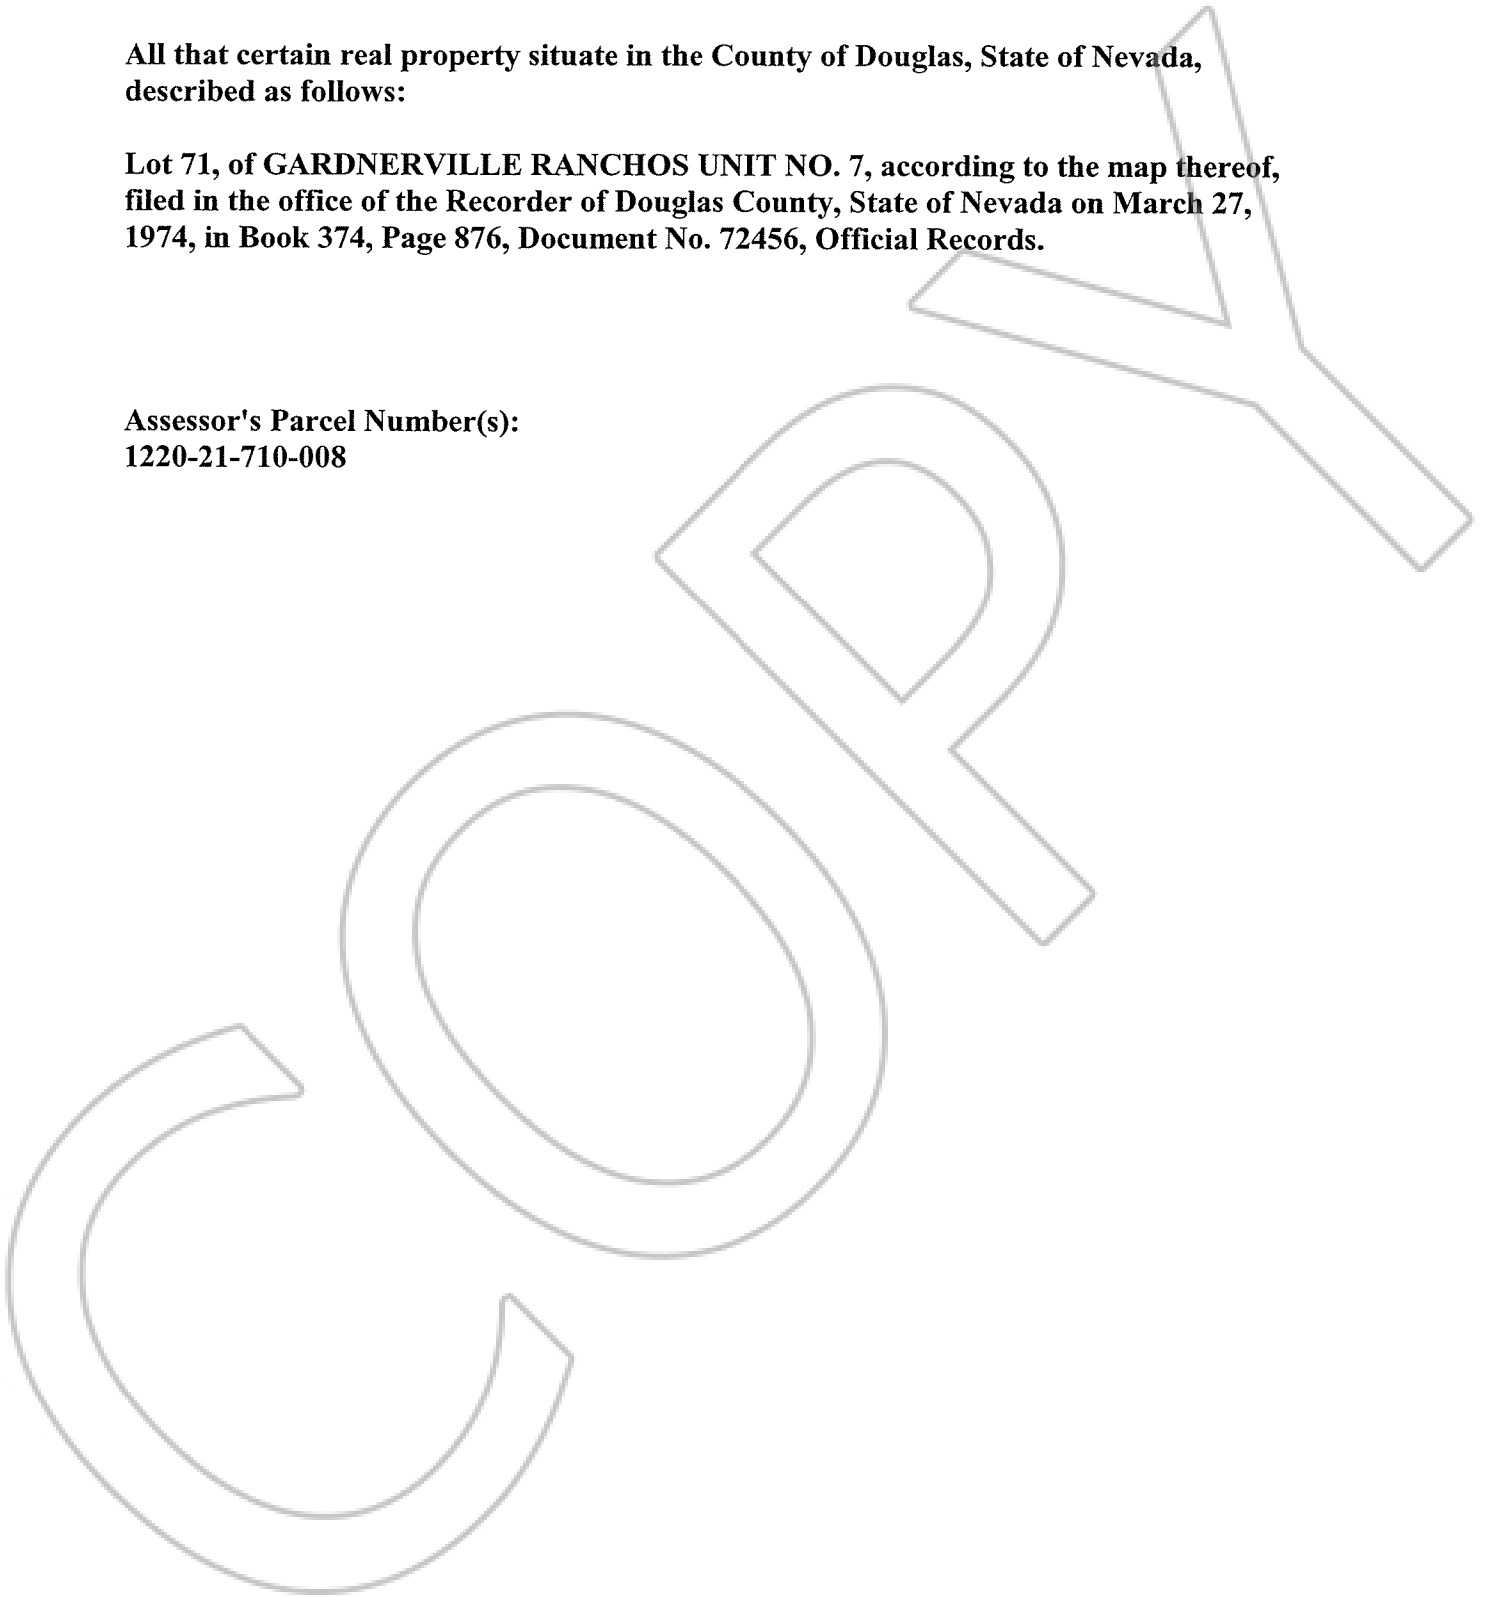 All that certain real property situate in the County of Douglas, State of Nevada,
described as follows:
Lot 71, of GARDNERVILLE RANCHOS UNIT NO. 7, according to the map thereof,
filed in the office of the Recorder of Douglas County, State of Nevada on March 27,
1974, in Book 374, Page 876, Document No. 72456, Official Records.
Assessor's Parcel Number(s):
1220-21-710-008
COPY